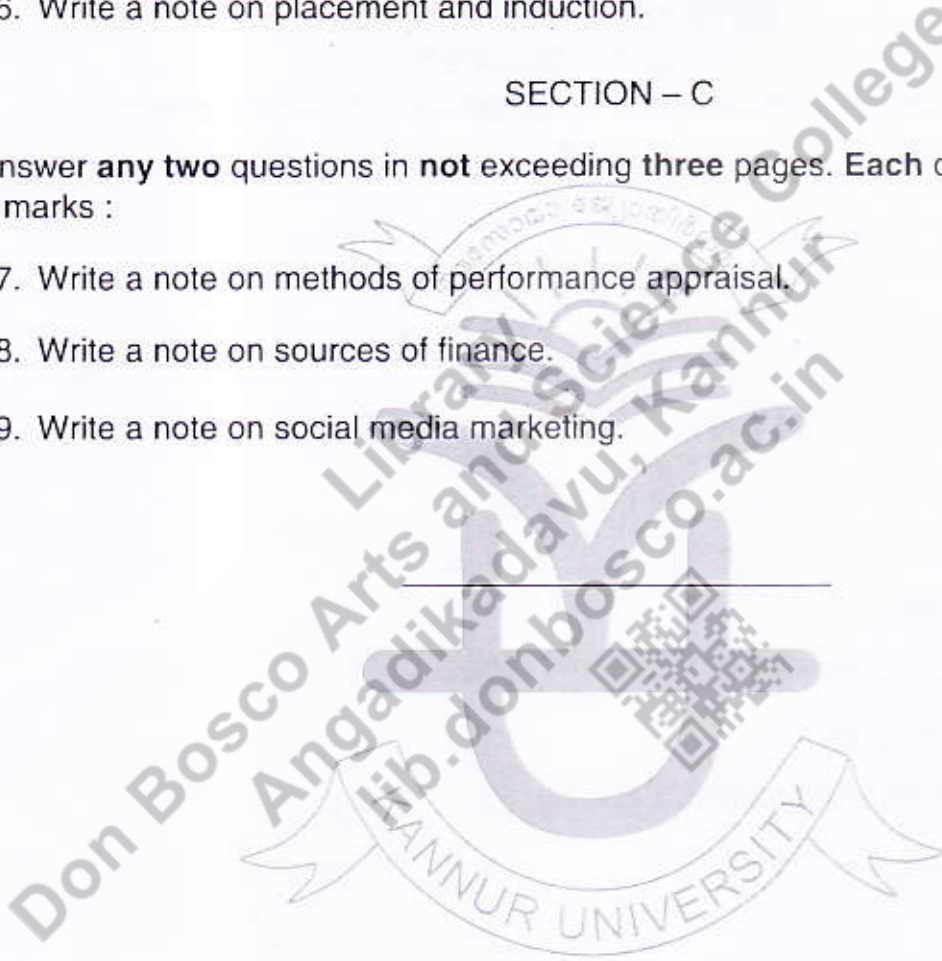 6. Write a note on placement and induction.
SECTION – C
nswer any two questions in not exceeding three pages. Each
marks :
7. Write a note on methods of performance appraisal.
8. Write a note on sources of finance.
9. Write a note on social media marketing.
Library
Don Bosco Arts and Science College
Angadikadavu, Kannur
lib.donbosco.ac.in
KANNUR UNIVERSITY